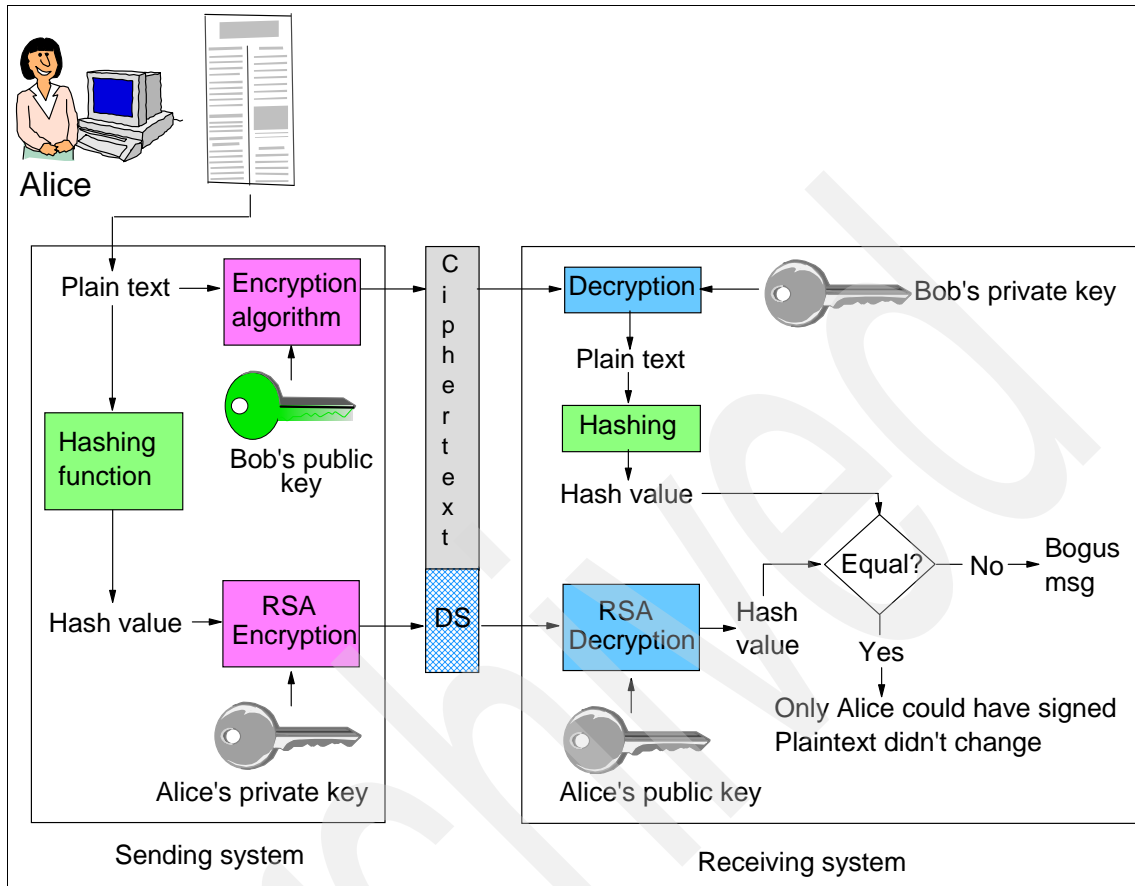 Alice
Plain text
Encryption
algorithm
Bob's public
key
Hashing
function
Hash value
RSA
Encryption
Alice's private key
Sending system
Ciphertext
DS
Decryption
Bob's private key
Plain text
Hashing
Hash value
RSA
Decryption
Alice's public key
Hash
value
Equal?
No
Bogus
msg
Yes
Only Alice could have signed
Plaintext didn't change
Receiving system